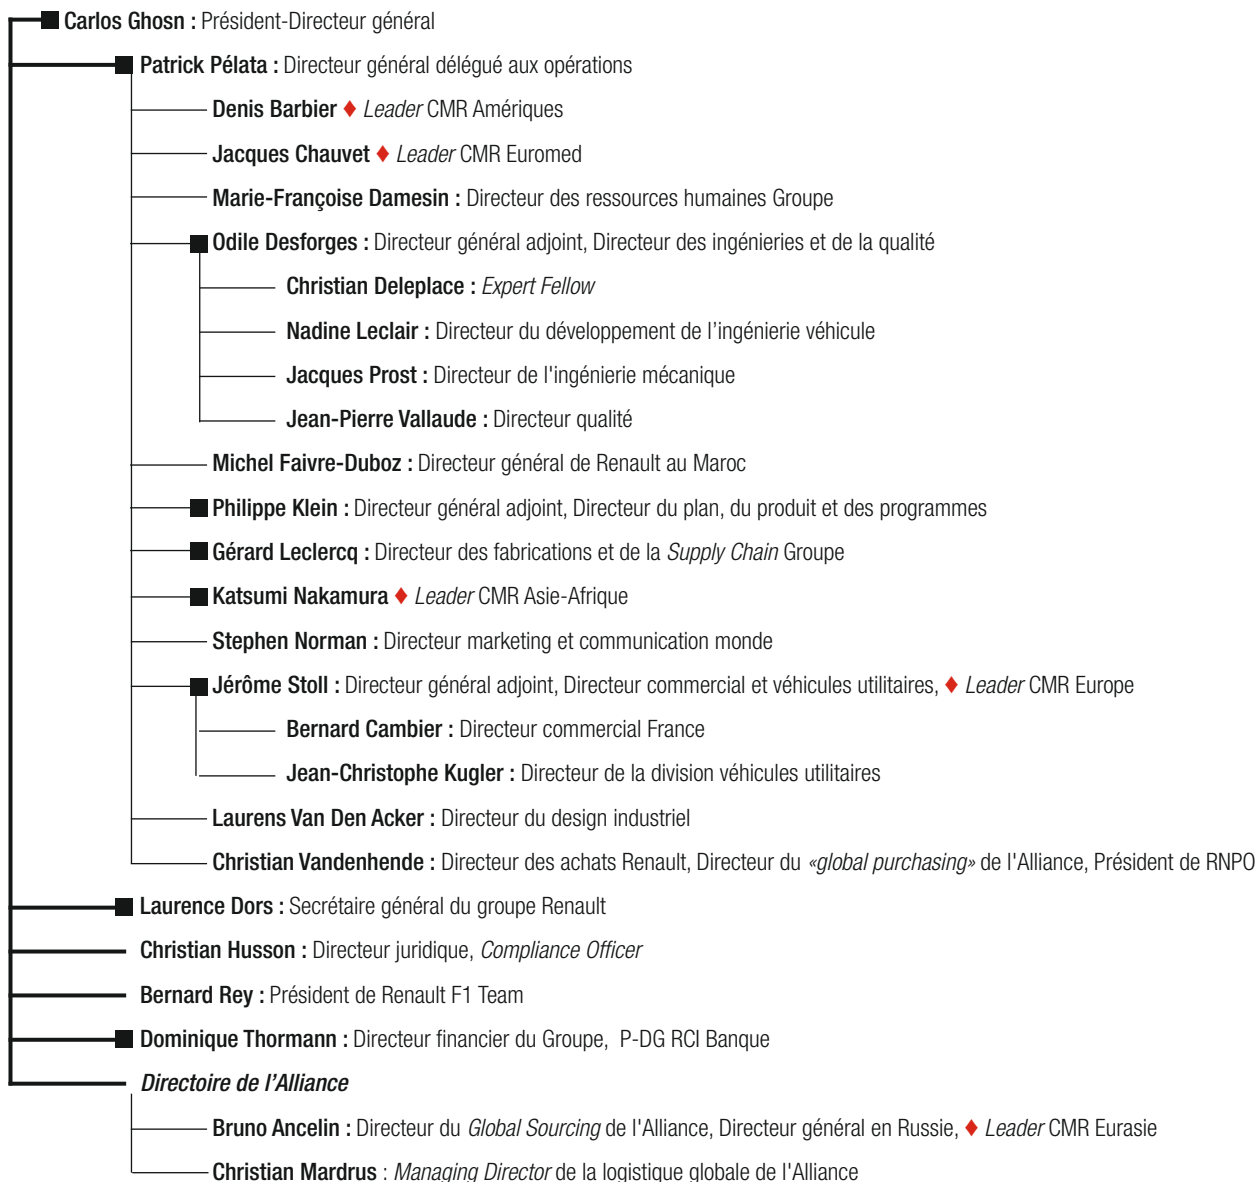 Carlos Ghosn : Président-Directeur général
Patrick Pélata : Directeur général délégué aux opérations
Denis Barbier ♦ Leader CMR Amériques
Jacques Chauvet ♦ Leader CMR Euromed
Marie-Françoise Damesin : Directeur des ressources humaines Groupe
Odile Desforges : Directeur général adjoint, Directeur des ingénieries et de la qualité
Christian Deleplace : Expert Fellow
Nadine Leclair : Directeur du développement de l’ingénierie véhicule
Jacques Prost : Directeur de l'ingénierie mécanique
Jean-Pierre Vallaude : Directeur qualité
Michel Faivre-Duboz : Directeur général de Renault au Maroc
Philippe Klein : Directeur général adjoint, Directeur du plan, du produit et des programmes
Gérard Leclercq : Directeur des fabrications et de la Supply Chain Groupe
Katsumi Nakamura ♦ Leader CMR Asie-Afrique
Stephen Norman : Directeur marketing et communication monde
Jérôme Stoll : Directeur général adjoint, Directeur commercial et véhicules utilitaires, ♦ Leader CMR Europe
Bernard Cambier : Directeur commercial France
Jean-Christophe Kugler : Directeur de la division véhicules utilitaires
Laurens Van Den Acker : Directeur du design industriel
Christian Vandenhende : Directeur des achats Renault, Directeur du «global purchasing» de l'Alliance, Président de RNPO
Laurence Dors : Secrétaire général du groupe Renault
Christian Husson : Directeur juridique, Compliance Officer
Bernard Rey : Président de Renault F1 Team
Dominique Thormann : Directeur financier du Groupe, P-DG RCI Banque
Directoire de l’Alliance
Bruno Ancelin : Directeur du Global Sourcing de l'Alliance, Directeur général en Russie, ♦ Leader CMR Eurasie
Christian Mardrus : Managing Director de la logistique globale de l'Alliance